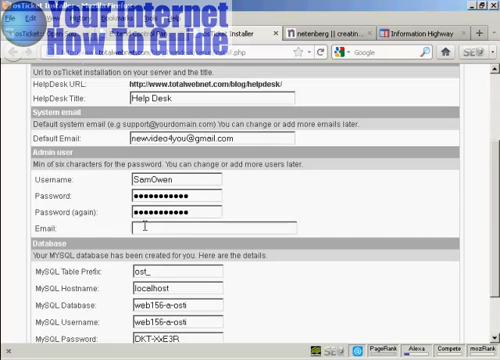 osTicket Installer - Mozilla Firefox
Your Internet
How To Guide
osTicket Installer
netenberg || creatin...
Information Highway
Google
Url to osTicket installation on your server and the title.
HelpDesk URL: http://www.totalwebnet.com/blog/helpdesk/
HelpDesk Title: Help Desk
System email
Default system email (e.g support@yourdomain.com) You can change or add more emails later.
Default Email: newvideo4you@gmail.com
Admin user
Min of six characters for the password. You can change or add more users later.
Username: SamOwen
Password: ●●●●●●●●●●●
Password (again): ●●●●●●●●●●●
Email:
Database
Your MYSQL database has been created for you. Here are the details.
MySQL Table Prefix: ost_
MySQL Hostname: localhost
MySQL Database: web156-a-osti
MySQL Username: web156-a-osti
MySQL Password: DKT-XxE3R
PageRank
Alexa
mozRank